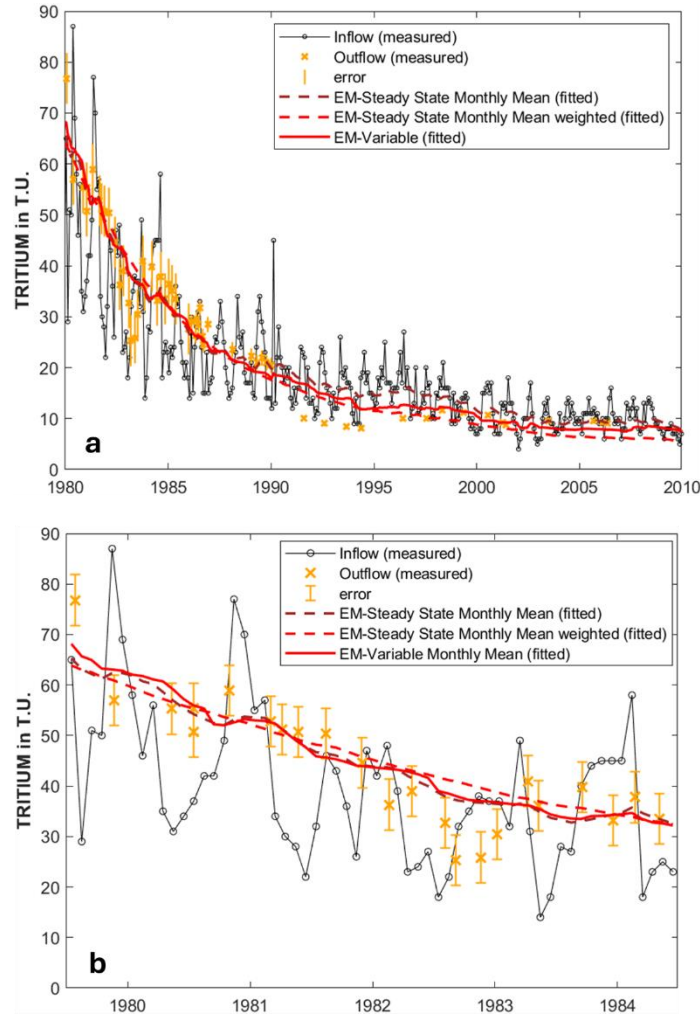 90
80
70
60
50
40
30
20
10
0
TRITIUM in T.U.
Inflow (measured)
Outflow (measured)
error
EM-Steady State Monthly Mean (fitted)
EM-Steady State Monthly Mean weighted (fitted)
EM-Variable (fitted)
a
1980 1985 1990 1995 2000 2005 2010
90
80
70
60
50
40
30
20
10
0
TRITIUM in T.U.
Inflow (measured)
Outflow (measured)
error
EM-Steady State Monthly Mean (fitted)
EM-Steady State Monthly Mean weighted (fitted)
EM-Variable Monthly Mean (fitted)
b
1980 1981 1982 1983 1984